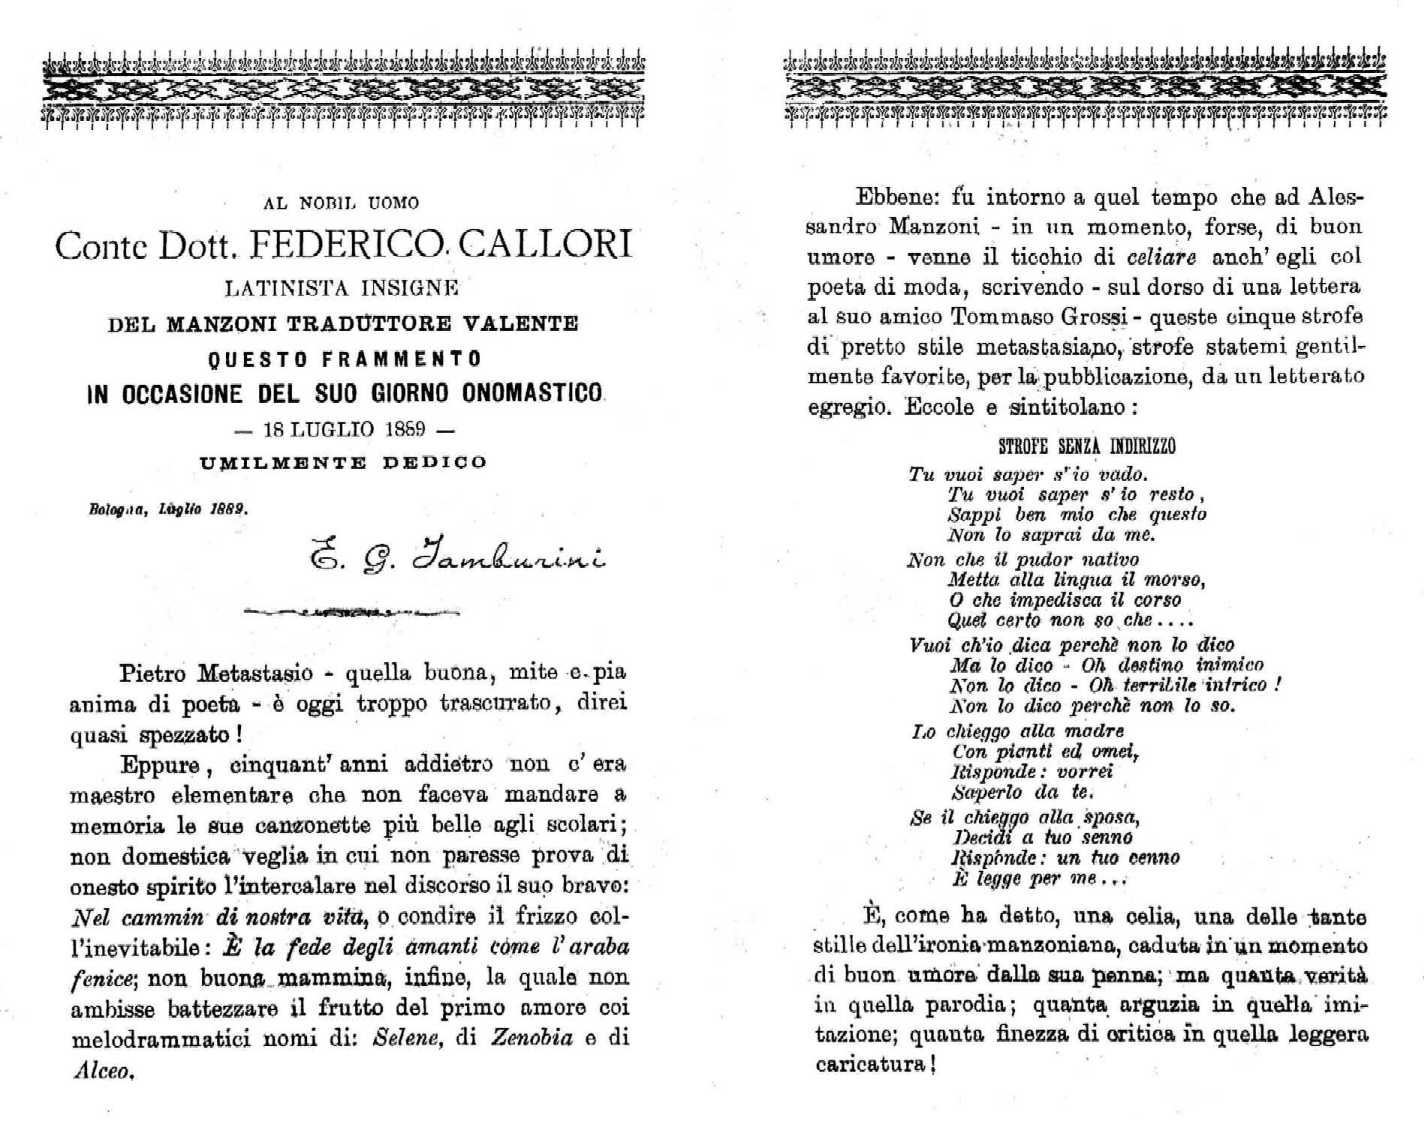 AL NOBIL UOMO
Conte Dott. FEDERICO CALLORI
LATINISTA INSIGNE
DEL MANZONI TRADUTTORE VALENTE
QUESTO FRAMMENTO
IN OCCASIONE DEL SUO GIORNO ONOMASTICO
— 18 LUGLIO 1889 —
UMILMENTE DEDICO
Bologna, Luglio 1889.
E. G. Tamburini
Pietro Metastasio - quella buona, mite e pia
anima di poeta - è oggi troppo trascurato, direi
quasi spezzato!
Eppure, cinquant' anni addietro non c' era
maestro elementare che non faceva mandare a
memoria le sue canzonette più belle agli scolari;
non domestica veglia in cui non paresse prova di
onesto spirito l'intercalare nel discorso il suo bravo:
Nel cammin di nostra vita, o condire il frizzo col-
l'inevitabile: È la fede degli amanti come l'araba
fenice; non buona mammina, infine, la quale non
ambisse battezzare il frutto del primo amore coi
melodrammatici nomi di: Selene, di Zenobia e di
Alceo.
Ebbene: fu intorno a quel tempo che ad Ales-
sandro Manzoni - in un momento, forse, di buon
umore - venne il ticchio di celiare anch' egli col
poeta di moda, scrivendo - sul dorso di una lettera
al suo amico Tommaso Grossi - queste cinque strofe
di pretto stile metastasiano, strofe statemi gentil-
mente favorite, per la pubblicazione, da un letterato
egregio. Eccole e sintitolano:
STROFE SENZA INDIRIZZO
Tu vuoi saper s' io vado.
Tu vuoi saper s' io resto,
Sappi ben mio che questo
Non lo saprai da me.
Non che il pudor nativo
Metta alla lingua il morso,
O che impedisca il corso
Quel certo non so che....
Vuoi ch'io dica perchè non lo dico
Ma lo dico - Oh destino inimico
Non lo dico - Oh terribile intrico!
Non lo dico perchè non lo so.
Lo chieggo alla madre
Con pianti ed omei,
Risponde: vorrei
Saperlo da te.
Se il chieggo alla sposa,
Decidi a tuo senno
Risponde: un tuo cenno
È legge per me...
È, come ha detto, una celia, una delle tante
stille dell'ironia manzoniana, caduta in un momento
di buon umore dalla sua penna; ma quanta verità
in quella parodia; quanta arguzia in quella imi-
tazione; quanta finezza di critica in quella leggera
caricatura!